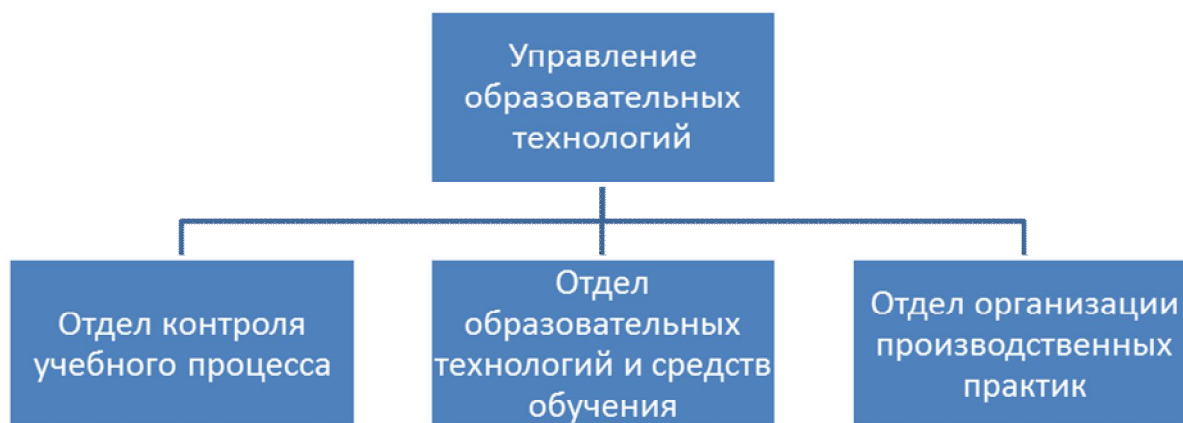 Управление
образовательных
технологий
Отдел контроля
учебного процесса
Отдел
образовательных
технологий и средств
обучения
Отдел организации
производственных
практик